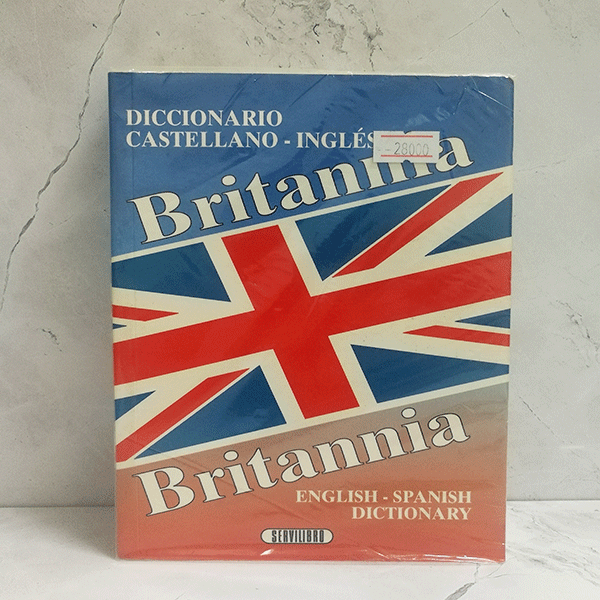 DICCIONARIO
CASTELLANO - INGLÉS
28000
Britannia
Britannia
ENGLISH - SPANISH
DICTIONARY
SERVILIBRO